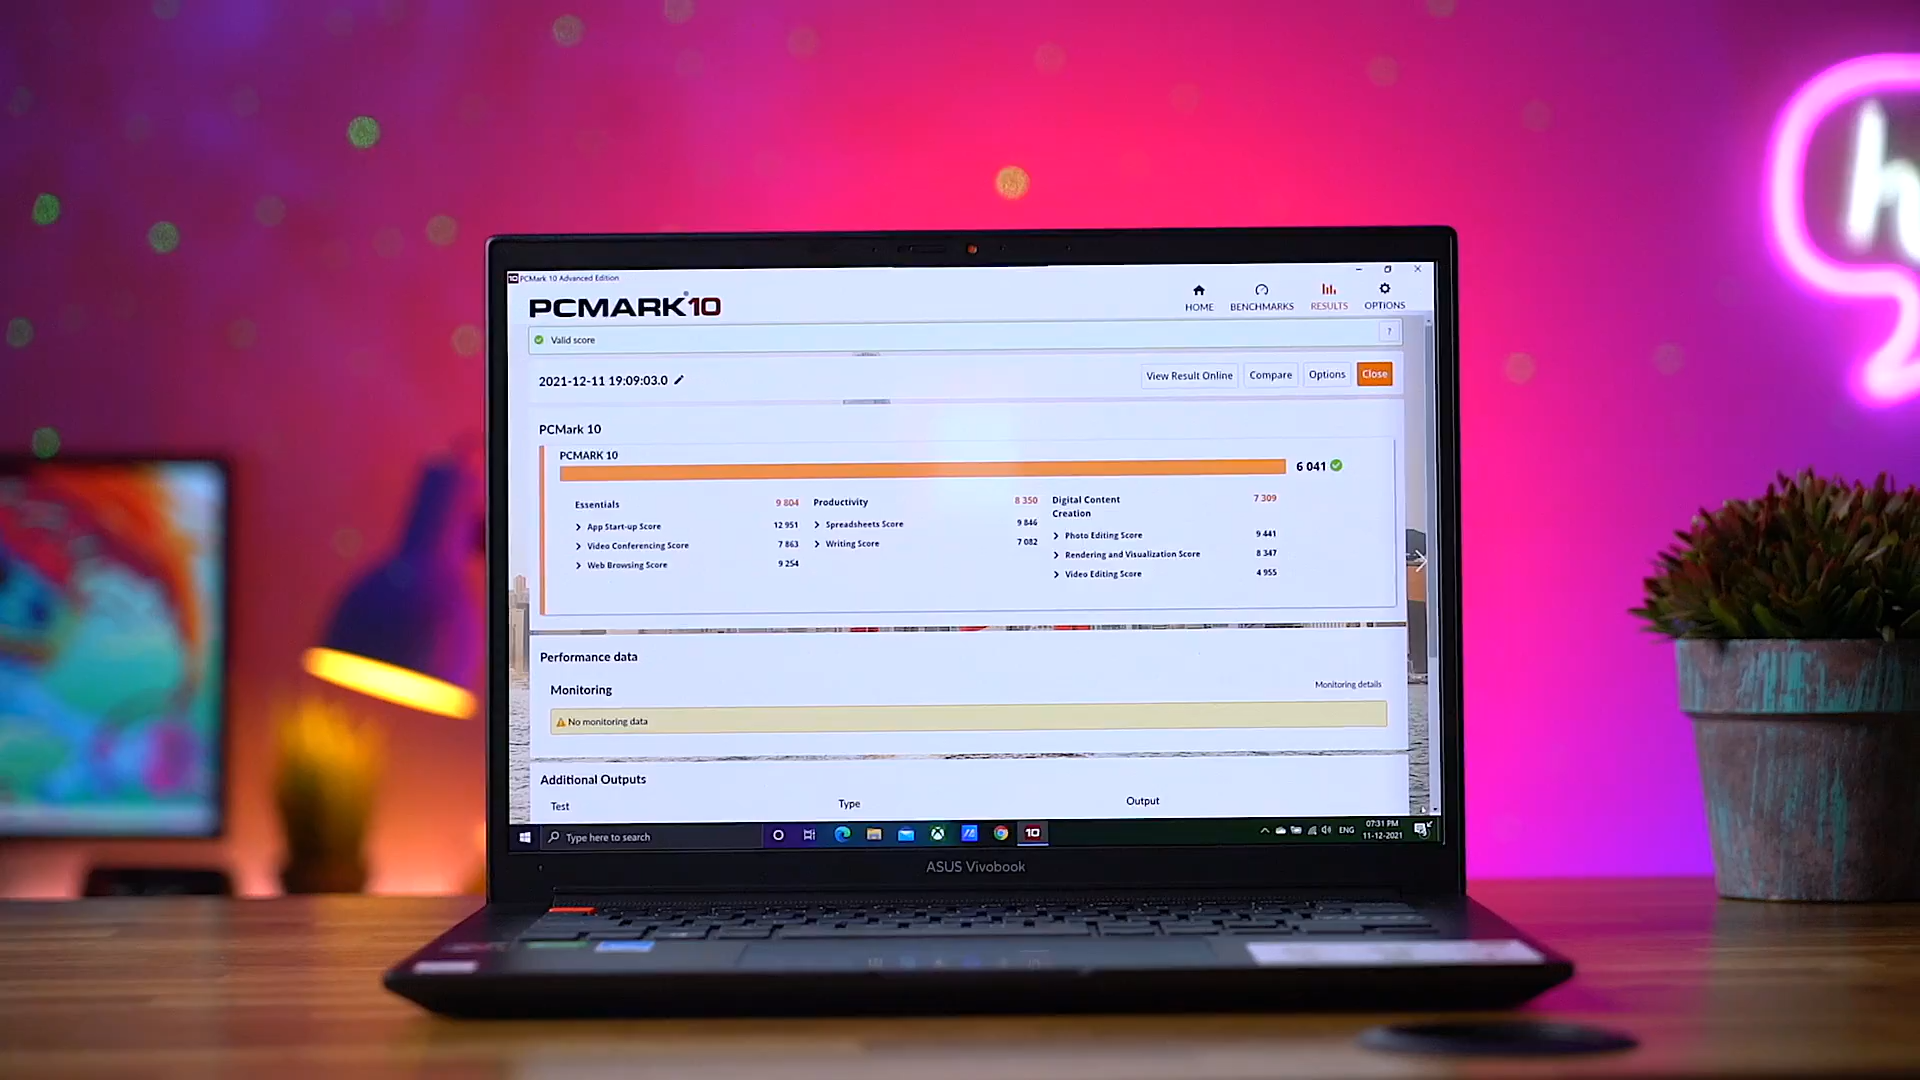 10 PCMark 10 Advanced Edition
PCMARK 10
HOME BENCHMARKS RESULTS OPTIONS
Valid score ?
2021-12-11 19:09:03.0 View Result Online Compare Options Close
PCMark 10
PCMARK 10
6 041
Essentials 9 804
App Start-up Score 12 951
Video Conferencing Score 7 863
Web Browsing Score 9 254
Productivity 8 350
Spreadsheets Score 9 846
Writing Score 7 082
Digital Content 7 309
Creation
Photo Editing Score 9 441
Rendering and Visualization Score 8 347
Video Editing Score 4 955
Performance data
Monitoring Monitoring details
No monitoring data
Additional Outputs
Test Type Output
Type here to search 10 ENG 07:31 PM
11-12-2021
ASUS Vivobook